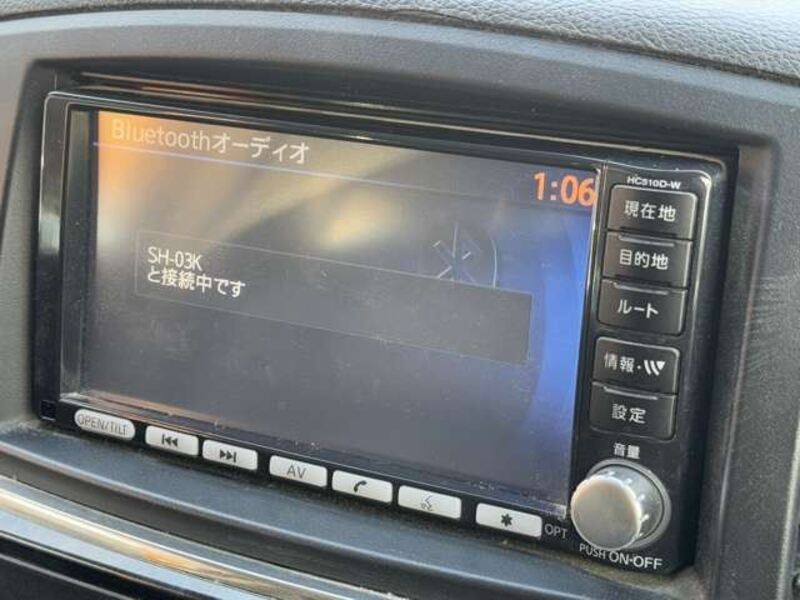 Bluetoothオーディオ
1:06
SH-03K
と接続中です
HC510D-W
現在地
目的地
ルート
情報・VV
設定
音量
PUSH ON-OFF
OPEN/TILT
AV
OPT